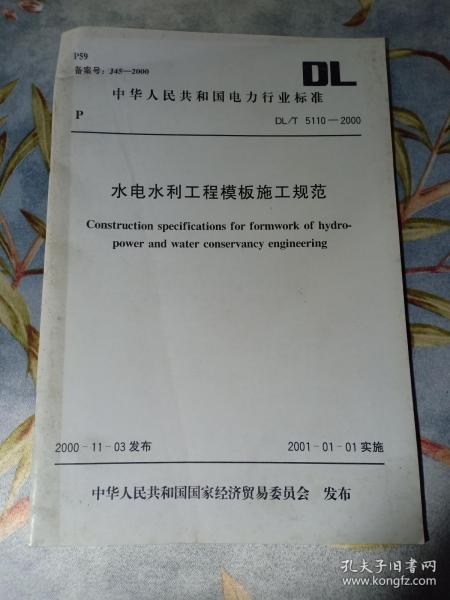 P59
备案号：J45—2000
DL
中华人民共和国电力行业标准
P
DL/T 5110—2000
水电水利工程模板施工规范
Construction specifications for formwork of hydro-
power and water conservancy engineering
2000-11-03发布
2001-01-01实施
中华人民共和国国家经济贸易委员会 发布
孔夫子旧书网
www.kongfz.com